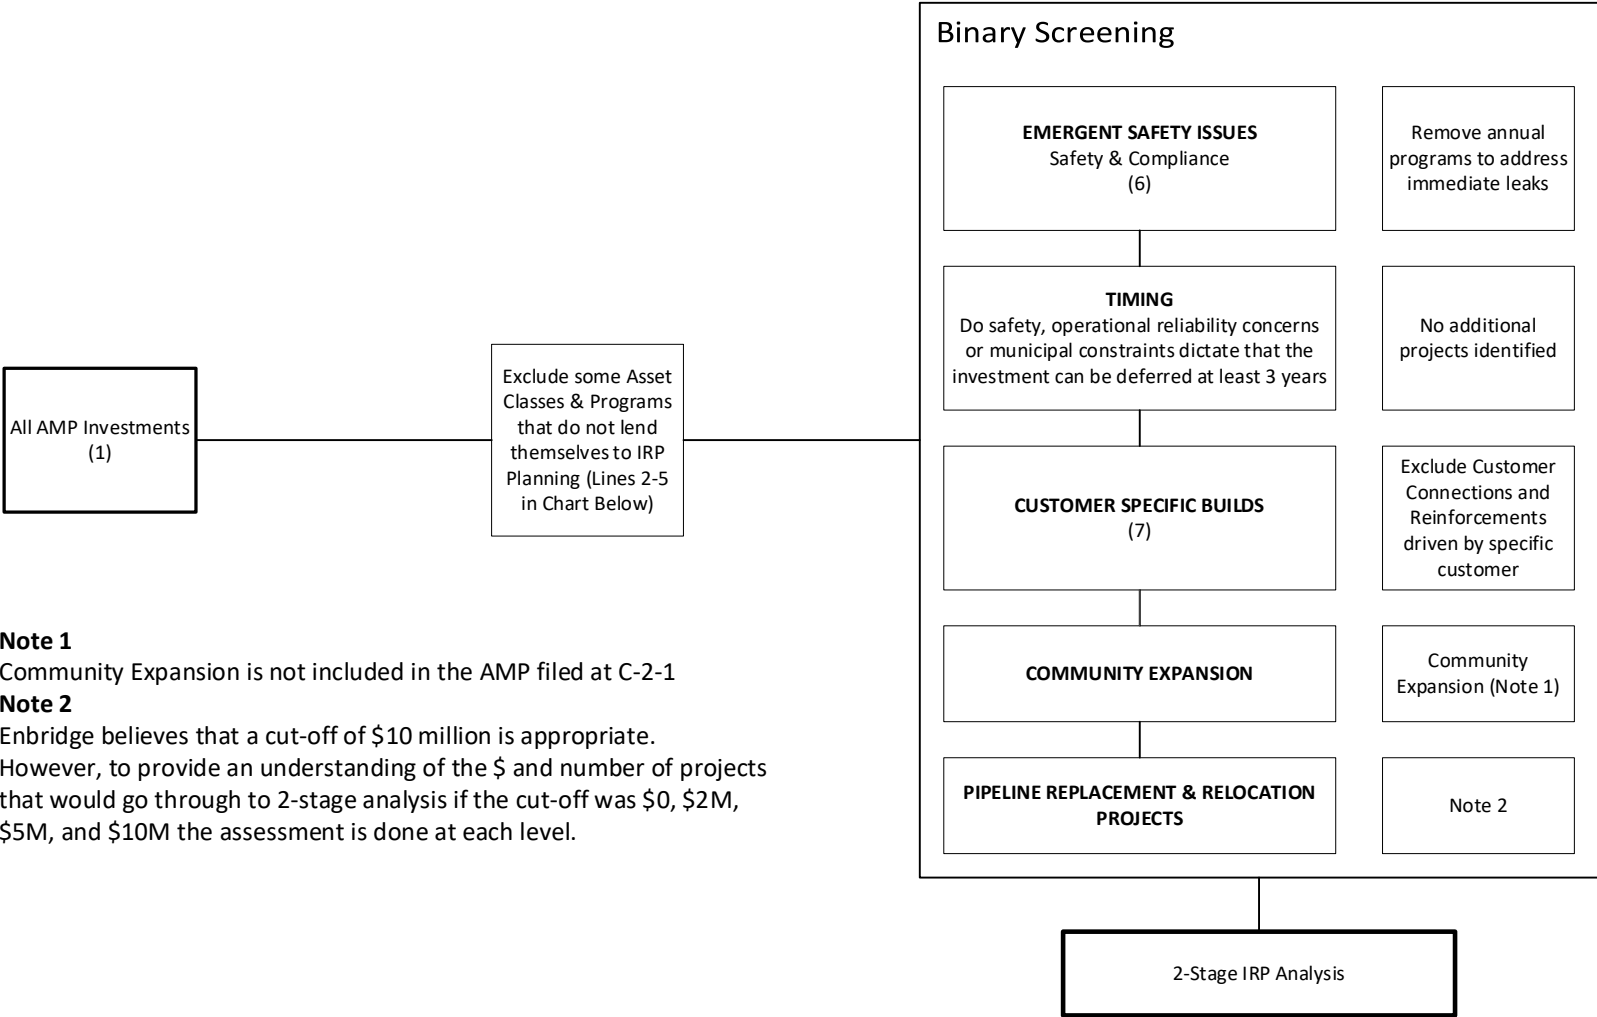 Binary Screening
EMERGENT SAFETY ISSUES
Safety & Compliance
(6)
Remove annual
programs to address
immediate leaks
TIMING
Do safety, operational reliability concerns
or municipal constraints dictate that the
investment can be deferred at least 3 years
No additional
projects identified
All AMP Investments
(1)
Exclude some Asset
Classes & Programs
that do not lend
themselves to IRP
Planning (Lines 2-5
in Chart Below)
CUSTOMER SPECIFIC BUILDS
(7)
Exclude Customer
Connections and
Reinforcements
driven by specific
customer
COMMUNITY EXPANSION
Community
Expansion (Note 1)
PIPELINE REPLACEMENT & RELOCATION
PROJECTS
Note 2
Note 1
Community Expansion is not included in the AMP filed at C-2-1
Note 2
Enbridge believes that a cut-off of $10 million is appropriate.
However, to provide an understanding of the $ and number of projects
that would go through to 2-stage analysis if the cut-off was $0, $2M,
$5M, and $10M the assessment is done at each level.
2-Stage IRP Analysis